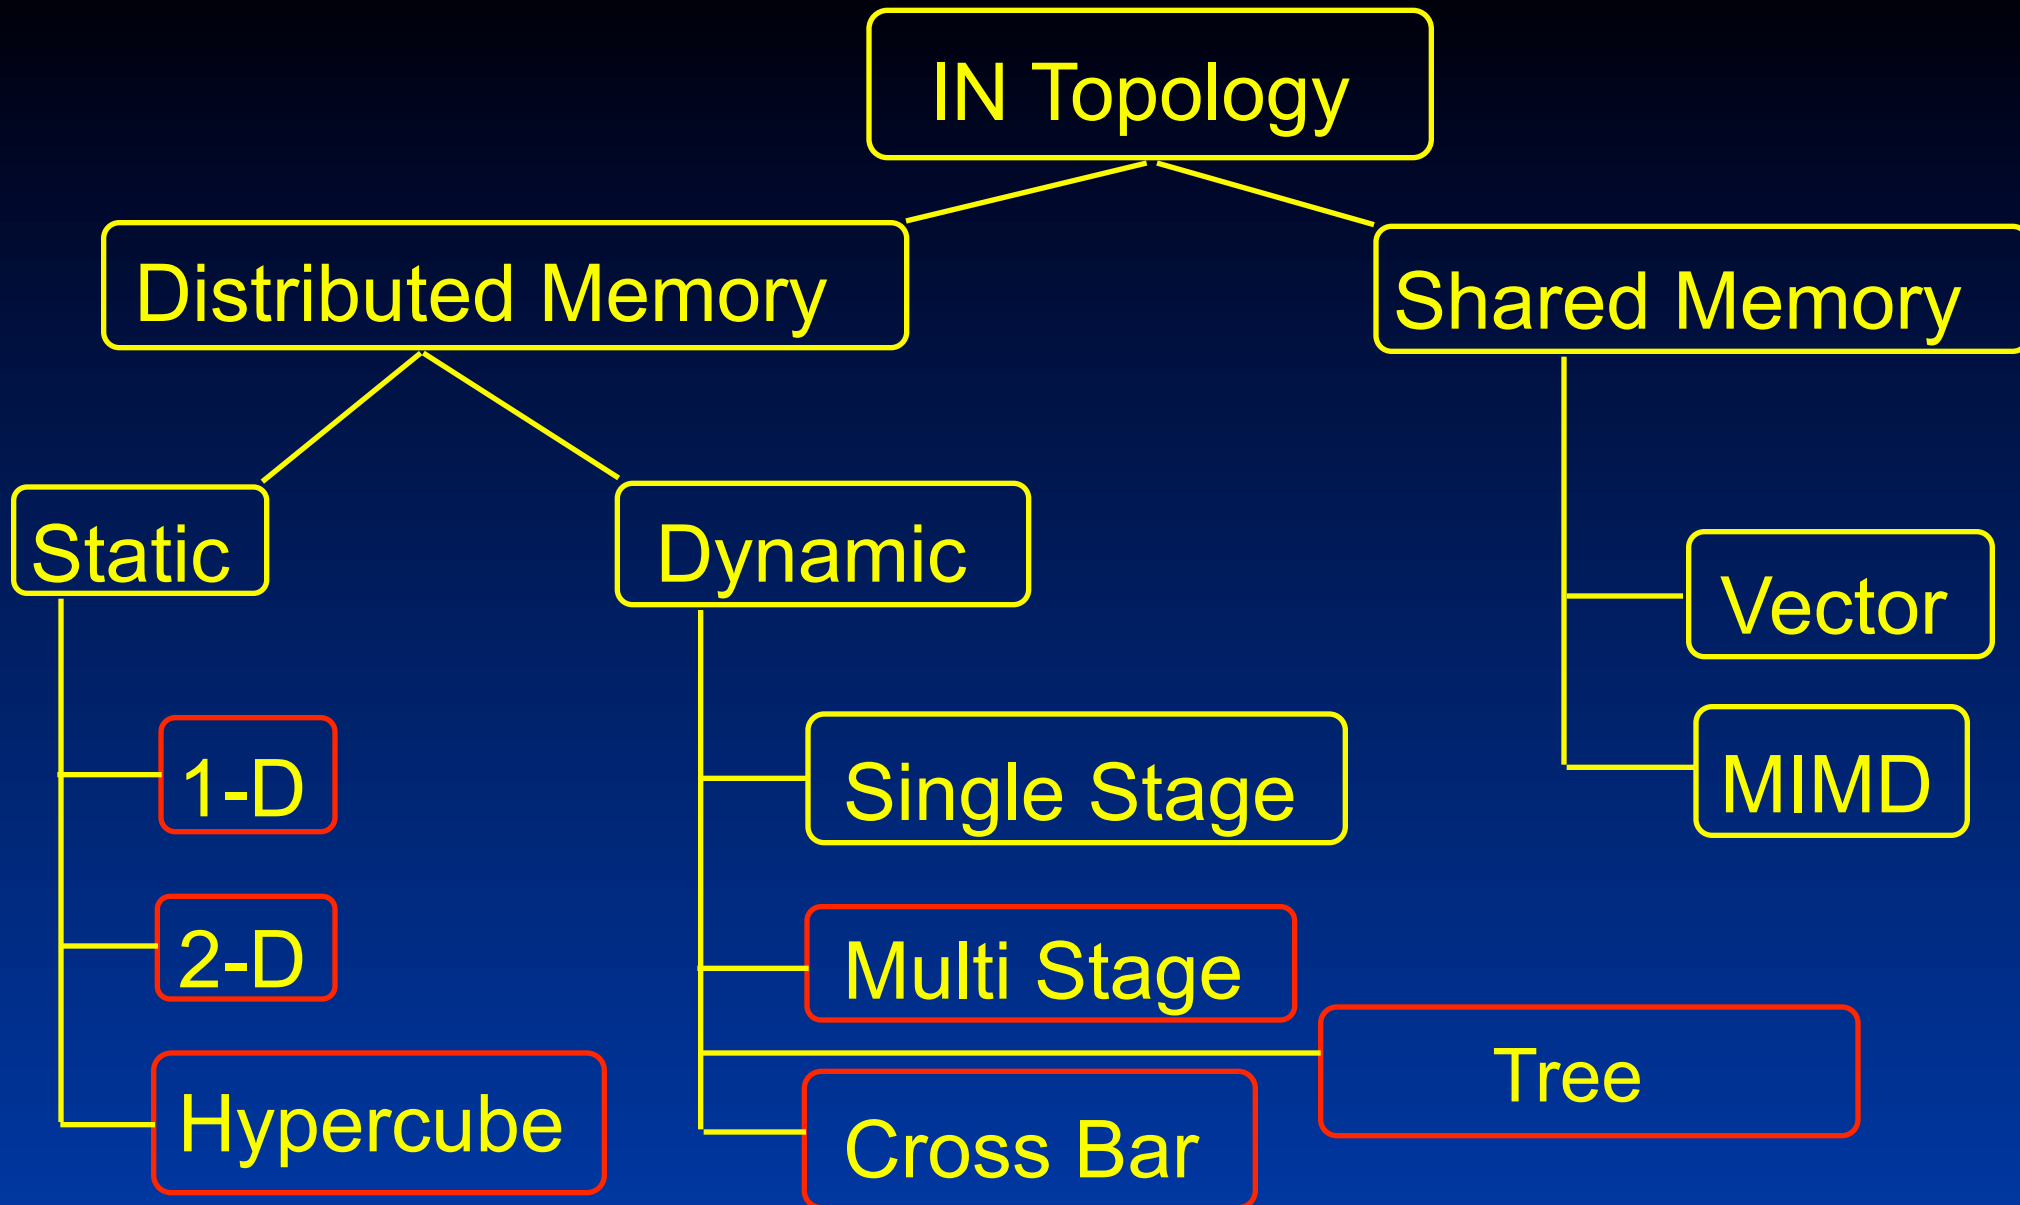 IN Topology
Distributed Memory
Shared Memory
Static
Dynamic
Vector
MIMD
1-D
Single Stage
2-D
Multi Stage
Tree
Hypercube
Cross Bar